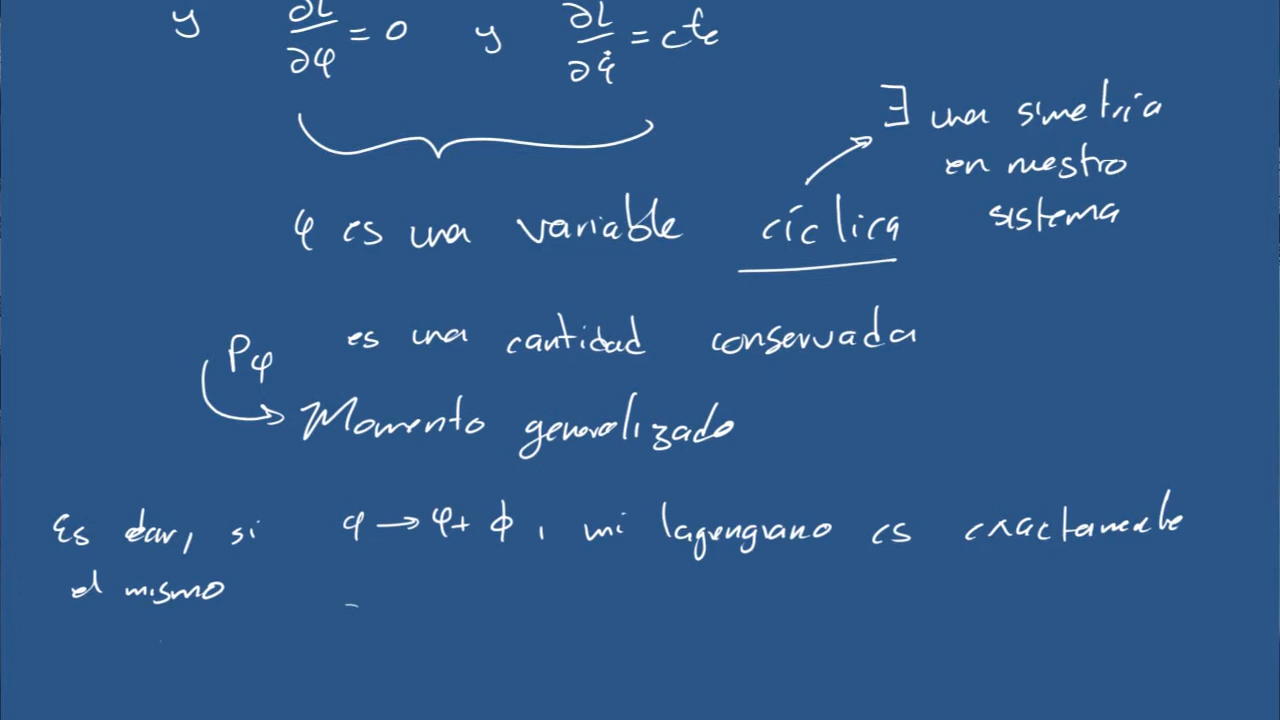 y ∂L/∂φ = 0 y ∂L/∂φ̇ = cte
∃ una simetría
en nuestro
sistema
φ es una variable cíclica
Pφ es una cantidad conservada
Momento generalizado
Es dar, si φ → φ + ϕ, mi lagrangiano es exactamente
el mismo